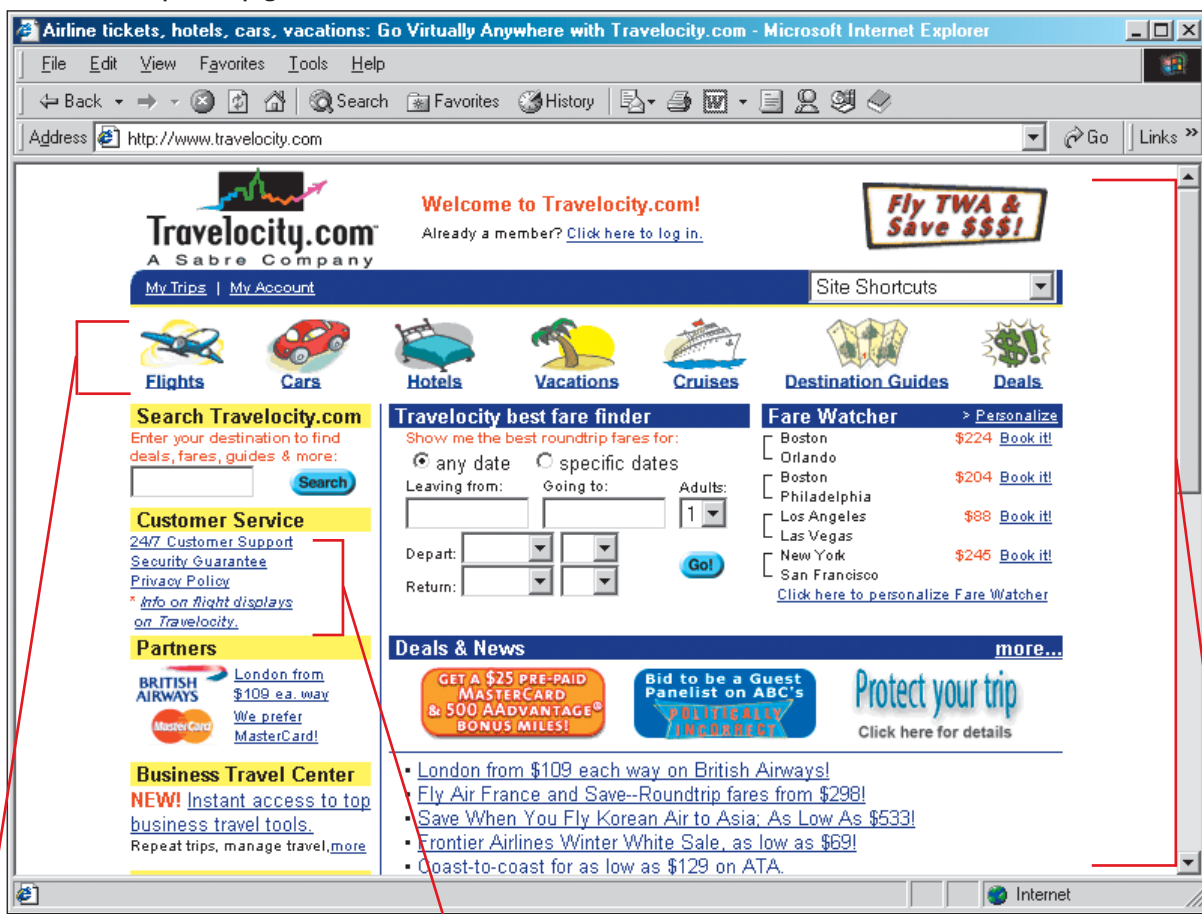 Airline tickets, hotels, cars, vacations: Go Virtually Anywhere with Travelocity.com - Microsoft Internet Explorer
File Edit View Favorites Tools Help
Back Search Favorites History
Address http://www.travelocity.com Go Links »
Travelocity.com
A Sabre Company
Welcome to Travelocity.com!
Already a member? Click here to log in.
Fly TWA &
Save $$$!
My Trips | My Account
Site Shortcuts
Flights Cars Hotels Vacations Cruises Destination Guides Deals
Search Travelocity.com
Enter your destination to find
deals, fares, guides & more:
Search
Customer Service
24/7 Customer Support
Security Guarantee
Privacy Policy
* Info on flight displays
on Travelocity.
Partners
BRITISH AIRWAYS
London from
$109 ea. way
MasterCard
We prefer
MasterCard!
Business Travel Center
NEW! Instant access to top
business travel tools.
Repeat trips, manage travel,more
Travelocity best fare finder
Show me the best roundtrip fares for:
any date specific dates
Leaving from: Going to: Adults:
1
Depart:
Go!
Return:
Fare Watcher > Personalize
Boston $224 Book it!
Orlando
Boston $204 Book it!
Philadelphia
Los Angeles $88 Book it!
Las Vegas
New York $245 Book it!
San Francisco
Click here to personalize Fare Watcher
Deals & News more...
GET A $25 PRE-PAID
MASTERCARD
& 500 AADVANTAGE®
BONUS MILES!
Bid to be a Guest
Panelist on ABC's
POLITICALLY
INCORRECT
Protect your trip
Click here for details
• London from $109 each way on British Airways!
• Fly Air France and Save--Roundtrip fares from $298!
• Save When You Fly Korean Air to Asia; As Low As $533!
• Frontier Airlines Winter White Sale, as low as $69!
• Coast-to-coast for as low as $129 on ATA.
Internet